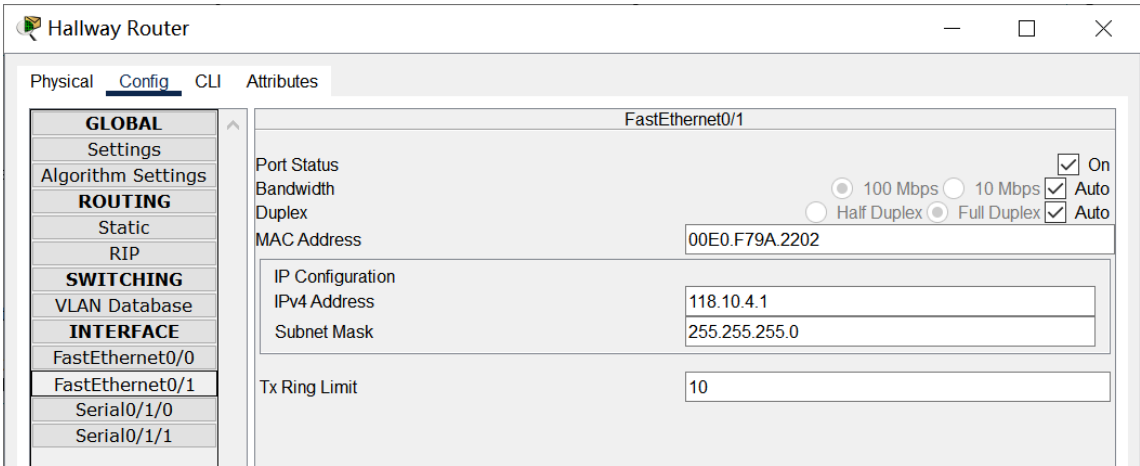 Hallway Router
Physical Config CLI Attributes
GLOBAL
Settings
Algorithm Settings
ROUTING
Static
RIP
SWITCHING
VLAN Database
INTERFACE
FastEthernet0/0
FastEthernet0/1
Serial0/1/0
Serial0/1/1
FastEthernet0/1
Port Status On
Bandwidth 100 Mbps 10 Mbps Auto
Duplex Half Duplex Full Duplex Auto
MAC Address 00E0.F79A.2202
IP Configuration
IPv4 Address 118.10.4.1
Subnet Mask 255.255.255.0
Tx Ring Limit 10